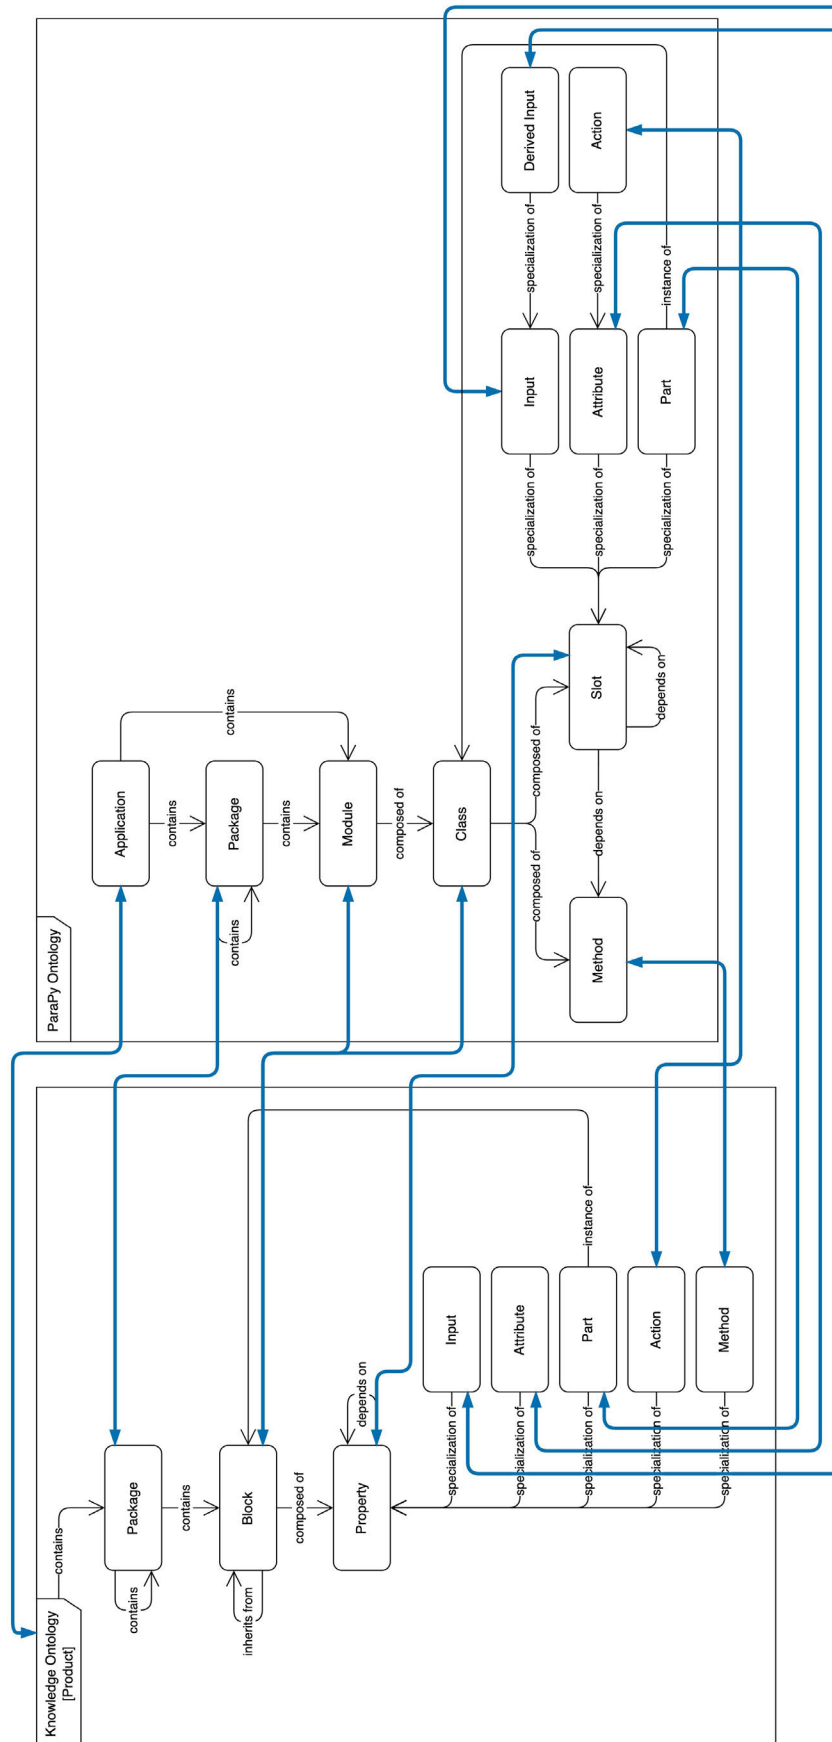 Knowledge Ontology
[Product]
contains
Package
contains
contains
Block
inherits from
composed of
Property
depends on
specialization of
Input
specialization of
Attribute
specialization of
Part
instance of
specialization of
Action
specialization of
Method
ParaPy Ontology
Application
contains
contains
Package
contains
contains
Module
composed of
Class
composed of
composed of
Method
depends on
Slot
depends on
specialization of
Input
specialization of
Derived Input
specialization of
Attribute
specialization of
Action
specialization of
Part
instance of